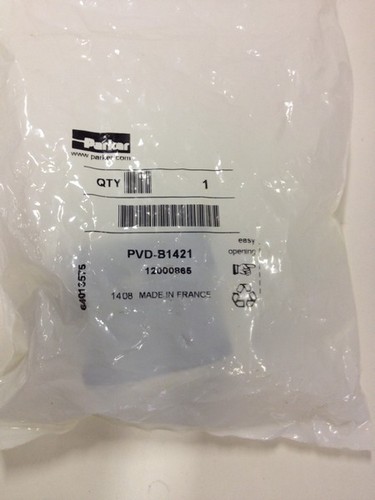 Parker
www.parker.com
QTY 1
PVD-B1421
12000865
easy
opening
1408 MADE IN FRANCE